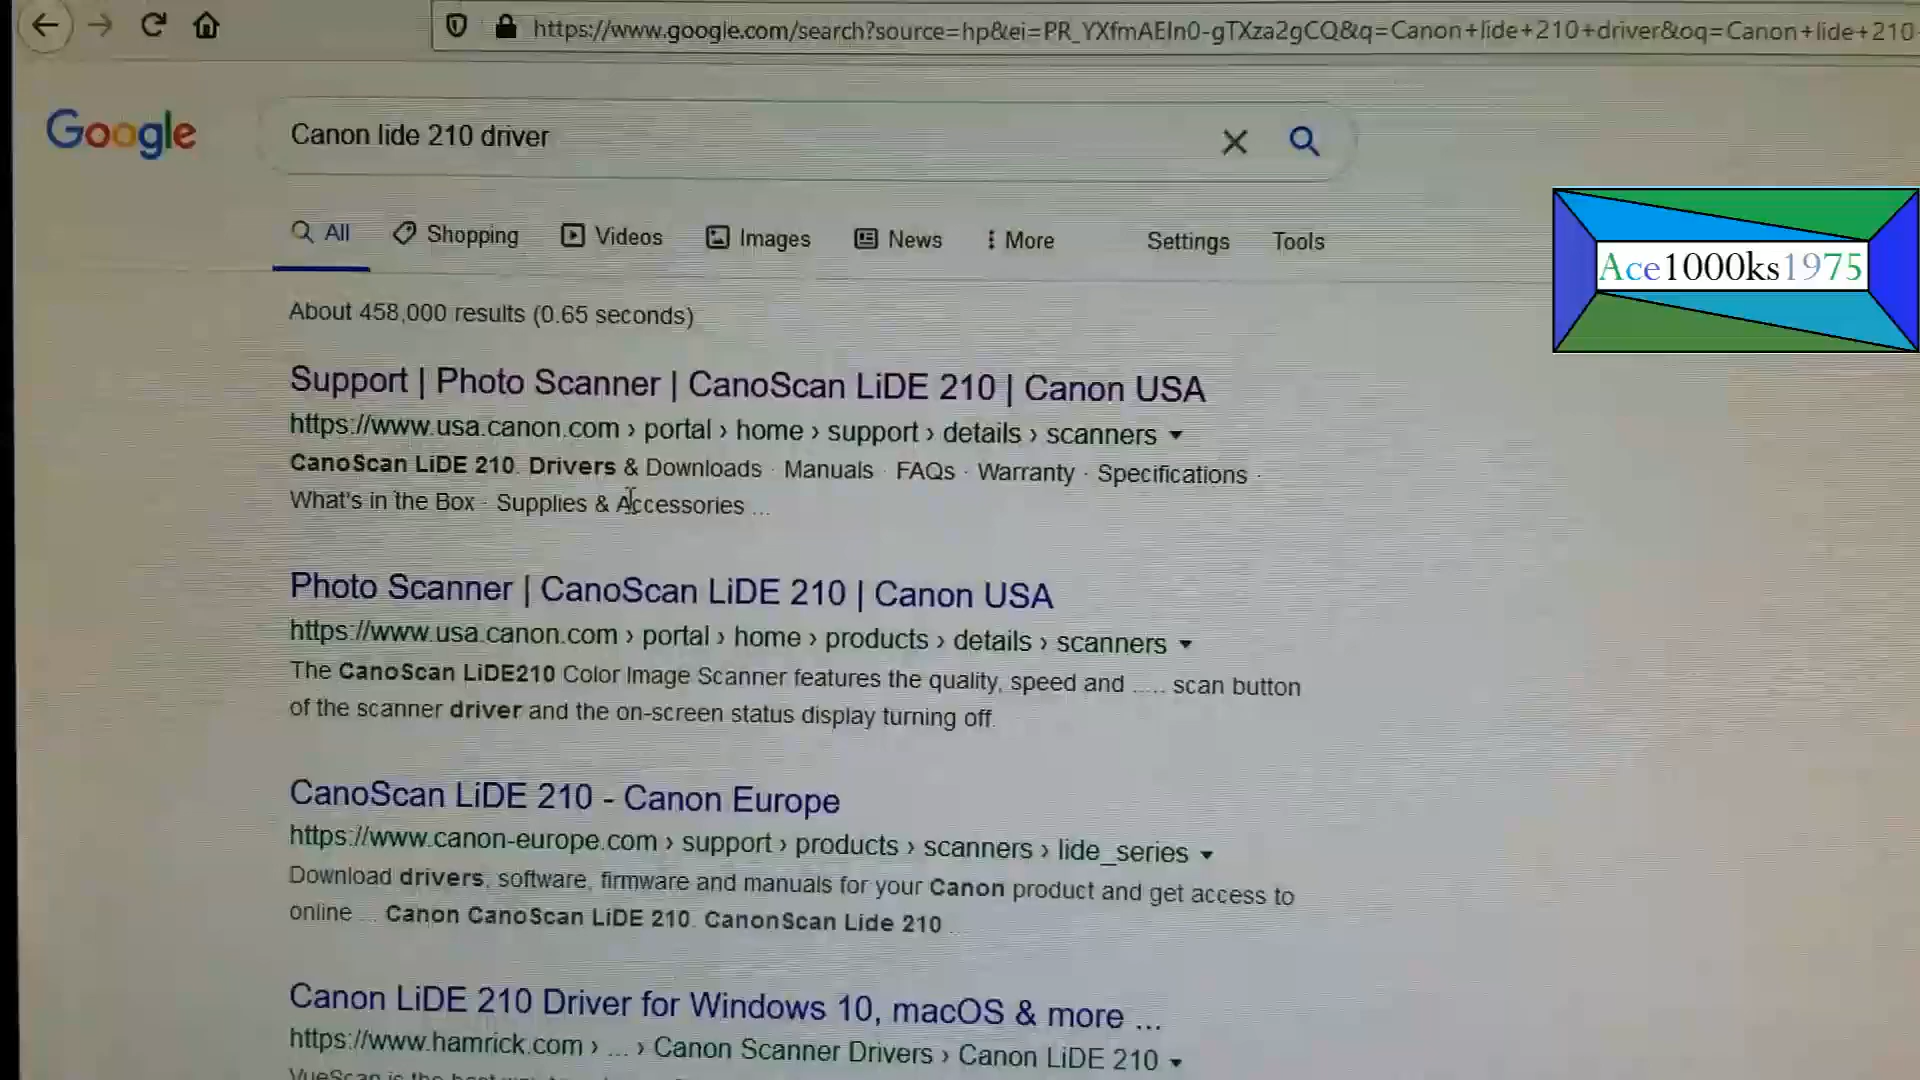 https://www.google.com/search?source=hp&ei=PR_YXfmAEIn0-gTXza2gCQ&q=Canon+lide+210+driver&oq=Canon+lide+210
Google
Canon lide 210 driver
All Shopping Videos Images News More Settings Tools
Ace1000ks1975
About 458,000 results (0.65 seconds)
Support | Photo Scanner | CanoScan LiDE 210 | Canon USA
https://www.usa.canon.com › portal › home › support › details › scanners
CanoScan LiDE 210. Drivers & Downloads · Manuals · FAQs · Warranty · Specifications ·
What's in the Box · Supplies & Accessories ...
Photo Scanner | CanoScan LiDE 210 | Canon USA
https://www.usa.canon.com › portal › home › products › details › scanners
The CanoScan LiDE210 Color Image Scanner features the quality, speed and ..... scan button
of the scanner driver and the on-screen status display turning off.
CanoScan LiDE 210 - Canon Europe
https://www.canon-europe.com › support › products › scanners › lide_series
Download drivers, software, firmware and manuals for your Canon product and get access to
online ... Canon CanoScan LiDE 210. CanonScan Lide 210 ...
Canon LiDE 210 Driver for Windows 10, macOS & more ...
https://www.hamrick.com › ... › Canon Scanner Drivers › Canon LiDE 210
VueScan is the best